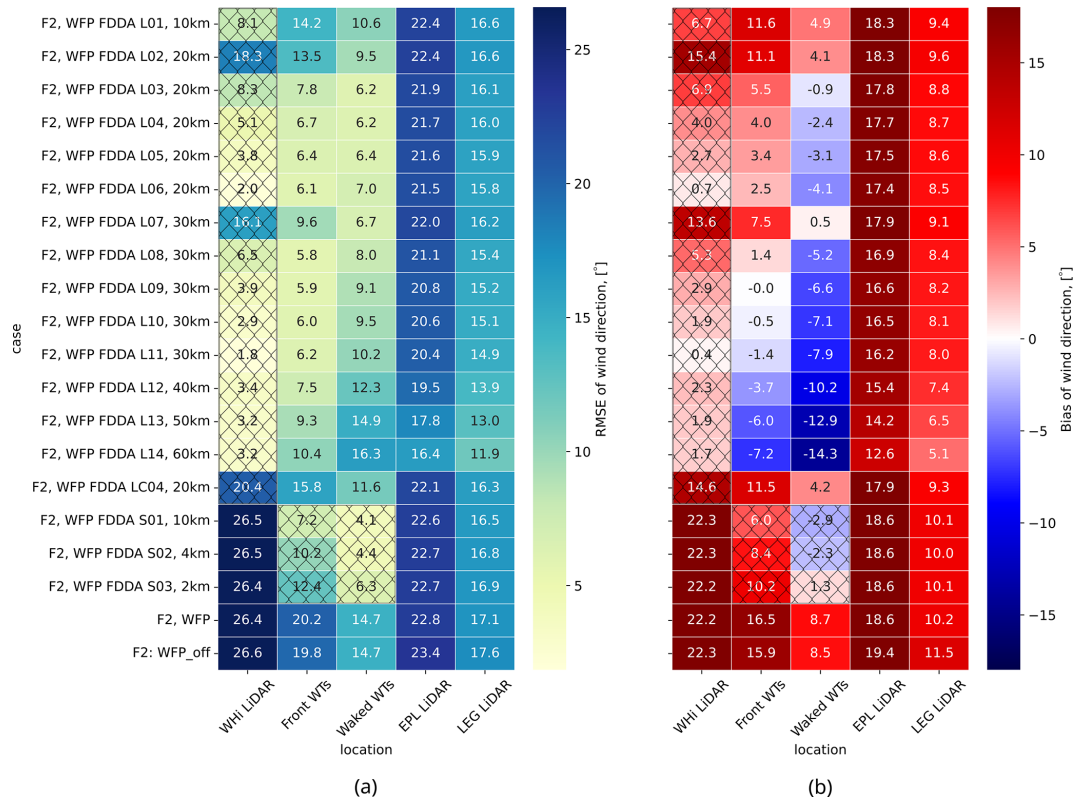 F2, WFP FDDA L01, 10km 8.1 14.2 10.6 22.4 16.6 6.7 11.6 4.9 18.3 9.4
F2, WFP FDDA L02, 20km 18.3 13.5 9.5 22.4 16.6 15.4 11.1 4.1 18.3 9.6
F2, WFP FDDA L03, 20km 8.3 7.8 6.2 21.9 16.1 6.9 5.5 -0.9 17.8 8.8
F2, WFP FDDA L04, 20km 5.1 6.7 6.2 21.7 16.0 4.0 4.0 -2.4 17.7 8.7
F2, WFP FDDA L05, 20km 3.8 6.4 6.4 21.6 15.9 2.7 3.4 -3.1 17.5 8.6
F2, WFP FDDA L06, 20km 2.0 6.1 7.0 21.5 15.8 0.7 2.5 -4.1 17.4 8.5
F2, WFP FDDA L07, 30km 16.1 9.6 6.7 22.0 16.2 13.6 7.5 0.5 17.9 9.1
F2, WFP FDDA L08, 30km 6.5 5.8 8.0 21.1 15.4 5.3 1.4 -5.2 16.9 8.4
F2, WFP FDDA L09, 30km 3.9 5.9 9.1 20.8 15.2 2.9 -0.0 -6.6 16.6 8.2
F2, WFP FDDA L10, 30km 2.9 6.0 9.5 20.6 15.1 1.9 -0.5 -7.1 16.5 8.1
F2, WFP FDDA L11, 30km 1.8 6.2 10.2 20.4 14.9 0.4 -1.4 -7.9 16.2 8.0
F2, WFP FDDA L12, 40km 3.4 7.5 12.3 19.5 13.9 2.3 -3.7 -10.2 15.4 7.4
F2, WFP FDDA L13, 50km 3.2 9.3 14.9 17.8 13.0 1.9 -6.0 -12.9 14.2 6.5
F2, WFP FDDA L14, 60km 3.2 10.4 16.3 16.4 11.9 1.7 -7.2 -14.3 12.6 5.1
F2, WFP FDDA LC04, 20km 20.4 15.8 11.6 22.1 16.3 14.6 11.5 4.2 17.9 9.3
F2, WFP FDDA S01, 10km 26.5 7.2 4.1 22.6 16.5 22.3 6.0 -2.9 18.6 10.1
F2, WFP FDDA S02, 4km 26.5 10.2 4.4 22.7 16.8 22.3 8.4 -2.3 18.6 10.0
F2, WFP FDDA S03, 2km 26.4 12.4 6.3 22.7 16.9 22.2 10.2 1.3 18.6 10.1
F2, WFP 26.4 20.2 14.7 22.8 17.1 22.2 16.5 8.7 18.6 10.2
F2: WFP_off 26.6 19.8 14.7 23.4 17.6 22.3 15.9 8.5 19.4 11.5
case
WHi LiDAR Front WTs Waked WTs EPL LiDAR LEG LiDAR
location
25
20
15
10
5
RMSE of wind direction, [°]
WHi LiDAR Front WTs Waked WTs EPL LiDAR LEG LiDAR
location
15
10
5
0
−5
−10
−15
Bias of wind direction, [°]
(a) (b)